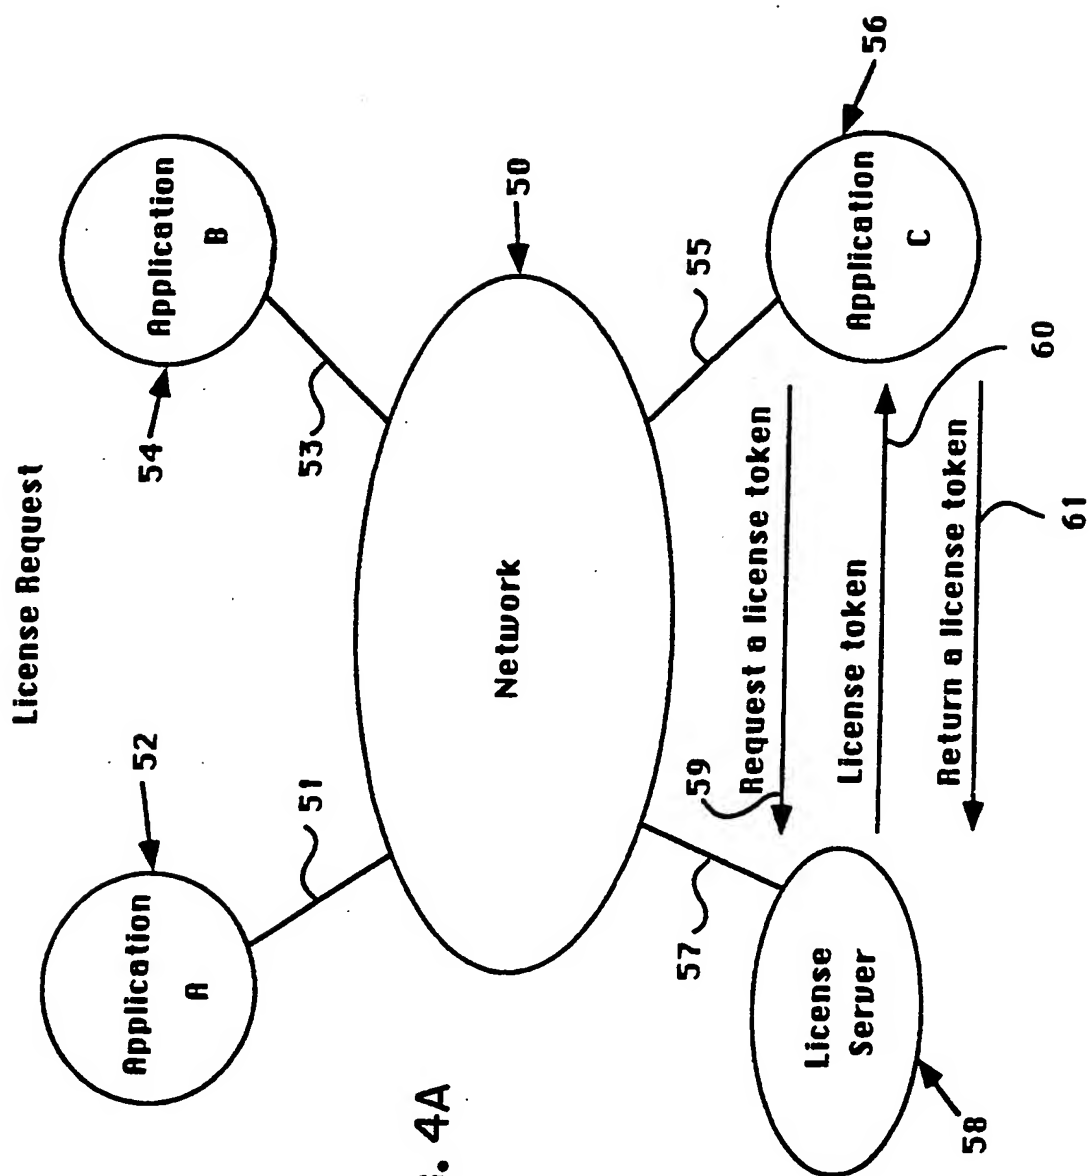 License Request
52
54
Application
A
Application
B
51
53
50
Network
57
55
56
59
Request a license token
License
Server
License token
Application
C
58
Return a license token
60
61
. 4A